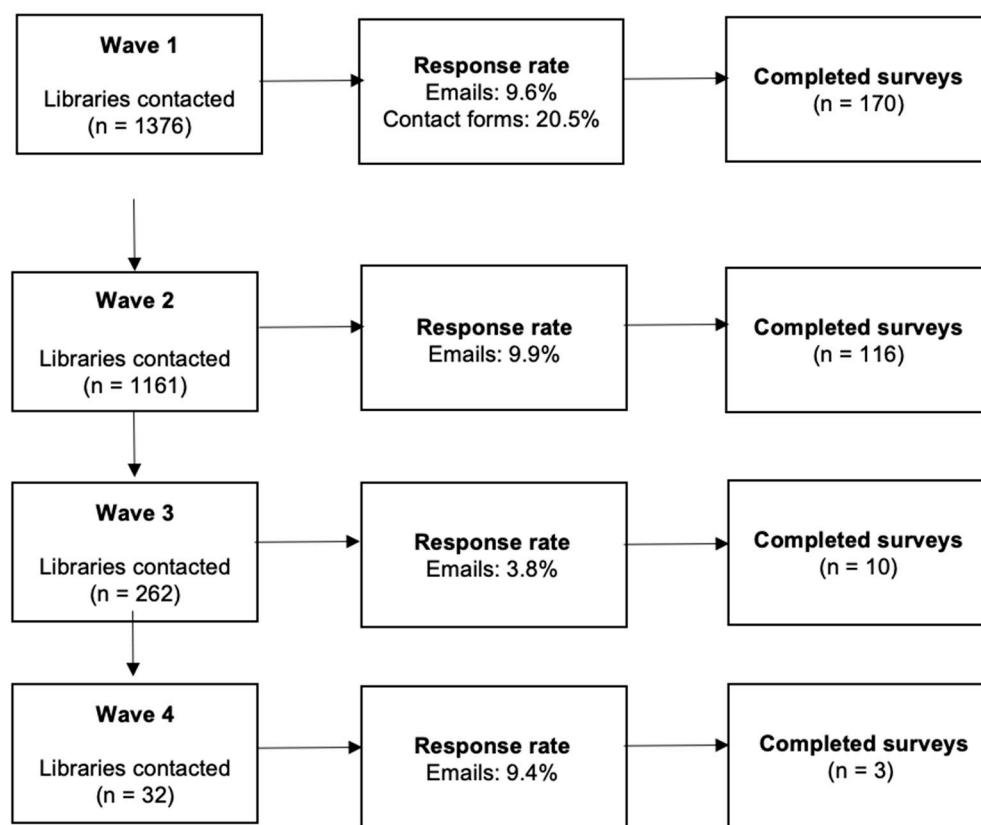 Wave 1
Libraries contacted
(n = 1376)
Response rate
Emails: 9.6%
Contact forms: 20.5%
Completed surveys
(n = 170)
Wave 2
Libraries contacted
(n = 1161)
Response rate
Emails: 9.9%
Completed surveys
(n = 116)
Wave 3
Libraries contacted
(n = 262)
Response rate
Emails: 3.8%
Completed surveys
(n = 10)
Wave 4
Libraries contacted
(n = 32)
Response rate
Emails: 9.4%
Completed surveys
(n = 3)